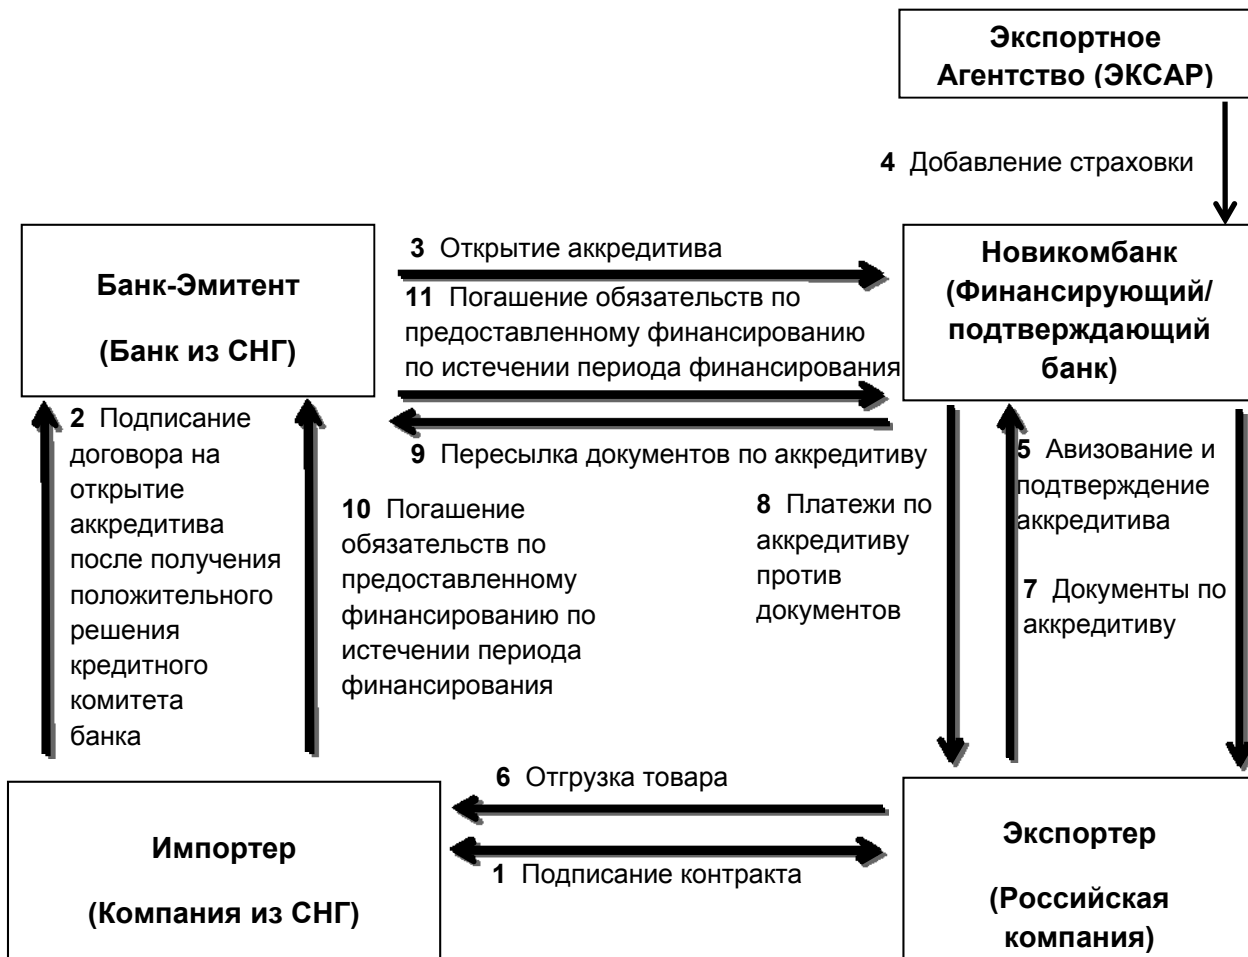 Экспортное
Агентство (ЭКСАР)
4 Добавление страховки
Банк-Эмитент
(Банк из СНГ)
3 Открытие аккредитива
11 Погашение обязательств по
предоставленному финансированию
по истечении периода финансирования
9 Пересылка документов по аккредитиву
Новикомбанк
(Финансирующий/
подтверждающий
банк)
2 Подписание
договора на
открытие
аккредитива
после получения
положительного
решения
кредитного
комитета
банка
10 Погашение
обязательств по
предоставленному
финансированию по
истечении периода
финансирования
8 Платежи по
аккредитиву
против
документов
5 Авизование и
подтверждение
аккредитива
7 Документы по
аккредитиву
6 Отгрузка товара
1 Подписание контракта
Импортер
(Компания из СНГ)
Экспортер
(Российская
компания)